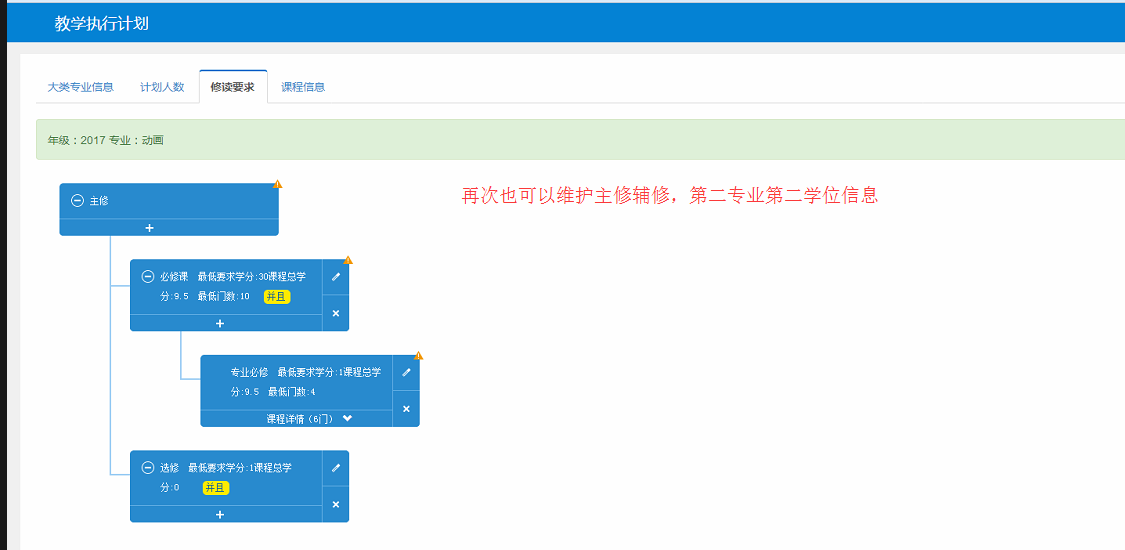 教学执行计划
大类专业信息 计划人数 修读要求 课程信息
年级：2017 专业：动画
再次也可以维护主修辅修，第二专业第二学位信息
主修
必修课 最低要求学分:30课程总学
分:9.5 最低门数:10 并且
专业必修 最低要求学分:1课程总学
分:9.5 最低门数:4
课程详情（6门）
选修 最低要求学分:1课程总学
分:0 并且